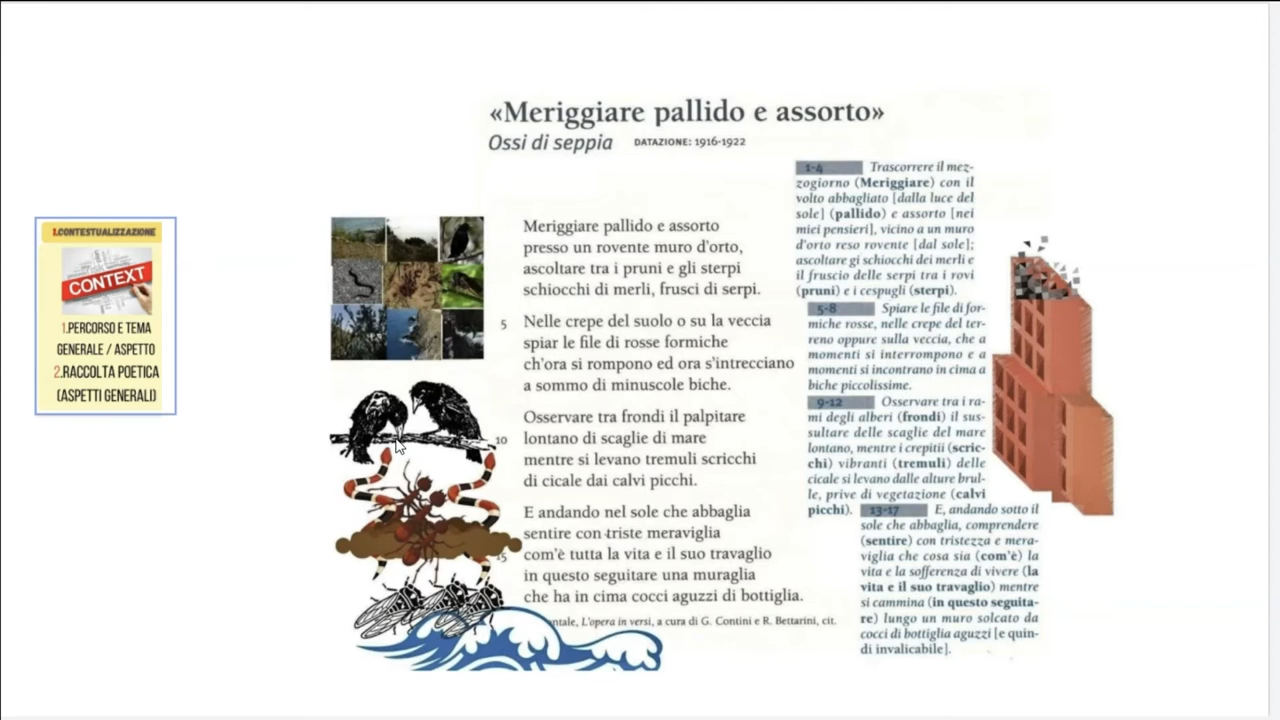 «Meriggiare pallido e assorto»
Ossi di seppia DATAZIONE: 1916-1922
1.CONTESTUALIZZAZIONE
CONTEXT
1.PERCORSO E TEMA
GENERALE / ASPETTO
2.RACCOLTA POETICA
(ASPETTI GENERALI)
Meriggiare pallido e assorto
presso un rovente muro d'orto,
ascoltare tra i pruni e gli sterpi
schiocchi di merli, frusci di serpi.
5 Nelle crepe del suolo o su la veccia
spiar le file di rosse formiche
ch'ora si rompono ed ora s'intrecciano
a sommo di minuscole biche.
Osservare tra frondi il palpitare
10 lontano di scaglie di mare
mentre si levano tremuli scricchi
di cicale dai calvi picchi.
E andando nel sole che abbaglia
sentire con triste meraviglia
15 com'è tutta la vita e il suo travaglio
in questo seguitare una muraglia
che ha in cima cocci aguzzi di bottiglia.
ntale, L'opera in versi, a cura di G. Contini e R. Bettarini, cit.
1-4 Trascorrere il mez-
zogiorno (Meriggiare) con il
volto abbagliato [dalla luce del
sole] (pallido) e assorto [nei
miei pensieri], vicino a un muro
d'orto reso rovente [dal sole];
ascoltare gi schiocchi dei merli e
il fruscio delle serpi tra i rovi
(pruni) e i cespugli (sterpi).
5-8 Spiare le file di for-
miche rosse, nelle crepe del ter-
reno oppure sulla veccia, che a
momenti si interrompono e a
momenti si incontrano in cima a
biche piccolissime.
9-12 Osservare tra i ra-
mi degli alberi (frondi) il sus-
sultare delle scaglie del mare
lontano, mentre i crepitii (scric-
chi) vibranti (tremuli) delle
cicale si levano dalle alture brul-
le, prive di vegetazione (calvi
picchi).
13-17 E, andando sotto il
sole che abbaglia, comprendere
(sentire) con tristezza e mera-
viglia che cosa sia (com'è) la
vita e la sofferenza di vivere (la
vita e il suo travaglio) mentre
si cammina (in questo seguita-
re) lungo un muro solcato da
cocci di bottiglia aguzzi [e quin-
di invalicabile].